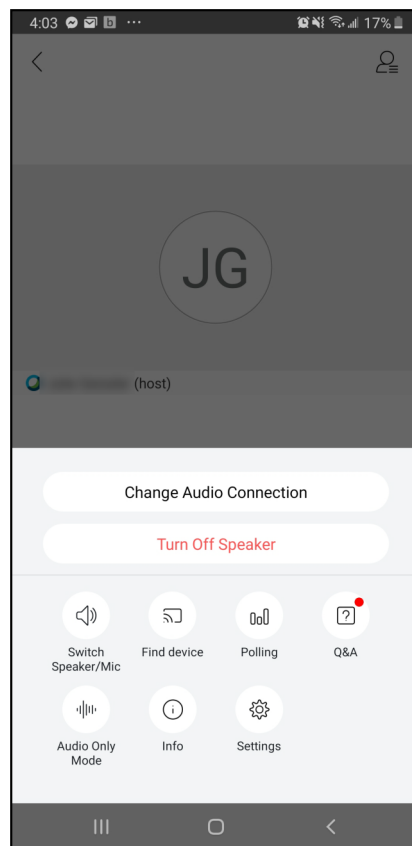 4:03
17%
JG
(host)
Change Audio Connection
Turn Off Speaker
Switch
Speaker/Mic
Find device
Polling
Q&A
Audio Only
Mode
Info
Settings